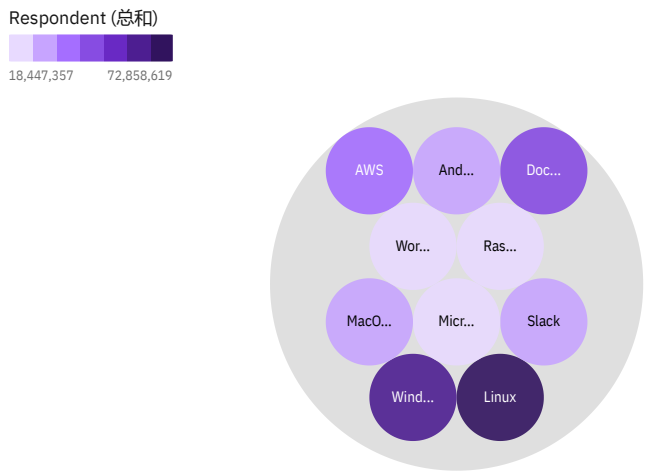 Respondent (总和)
18,447,357 72,858,619
AWS And... Doc...
Wor... Ras...
MacO... Micr... Slack
Wind... Linux